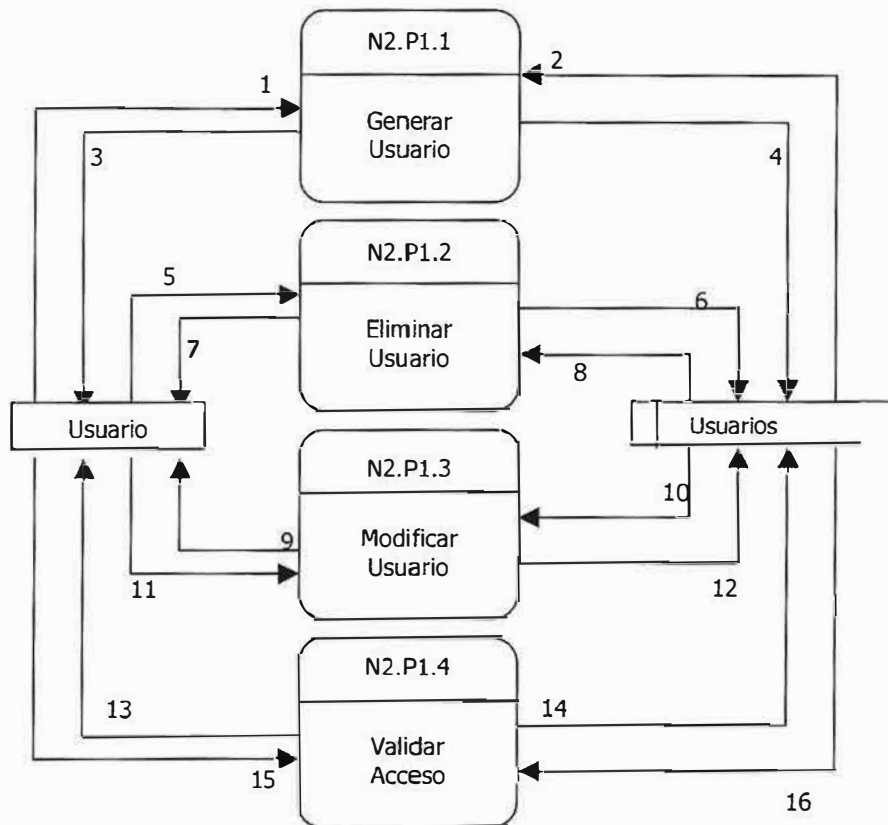 N2.P1.1
2
1
Generar
Usuario
3
4
N2.P1.2
5
6
Eliminar
Usuario
7
8
Usuario
Usuarios
N2.P1.3
10
9
Modificar
Usuario
11
12
N2.P1.4
13
14
Validar
Acceso
15
16